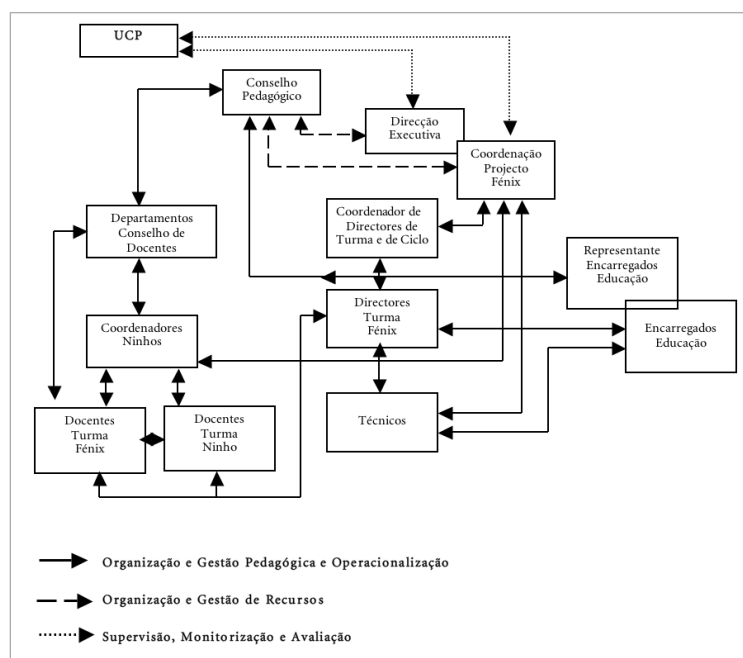 UCP
Conselho
Pedagógico
Direcção
Executiva
Coordenação
Projecto
Fénix
Departamentos
Conselho de
Docentes
Coordenador de
Directores de
Turma e de Ciclo
Representante
Encarregados
Educação
Directores
Turma
Fénix
Encarregados
Educação
Coordenadores
Ninhos
Docentes
Turma
Fénix
Docentes
Turma
Ninho
Técnicos
Organização e Gestão Pedagógica e Operacionalização
Organização e Gestão de Recursos
Supervisão, Monitorização e Avaliação